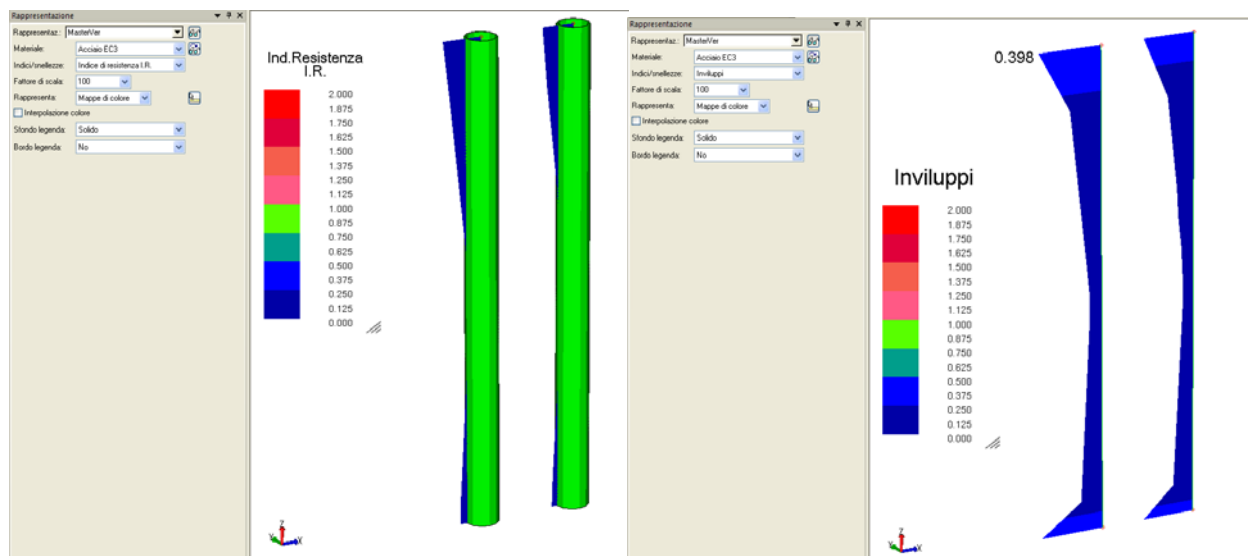 Rappresentazione
Rappresentaz.: MasterVer
Materiale: Acciaio EC3
Indici/snellezze: Indice di resistenza I.R.
Fattore di scala: 100
Rappresenta: Mappe di colore
Interpolazione colore
Sfondo legenda: Solido
Bordo legenda: No
Ind.Resistenza
I.R.
2.000
1.875
1.750
1.625
1.500
1.375
1.250
1.125
1.000
0.875
0.750
0.625
0.500
0.375
0.250
0.125
0.000
Z
Y
X
Rappresentazione
Rappresentaz.: MasterVer
Materiale: Acciaio EC3
Indici/snellezze: Inviluppi
Fattore di scala: 100
Rappresenta: Mappe di colore
Interpolazione colore
Sfondo legenda: Solido
Bordo legenda: No
0.398
Inviluppi
2.000
1.875
1.750
1.625
1.500
1.375
1.250
1.125
1.000
0.750
0.625
0.500
0.375
0.250
0.125
0.000
Z
Y
X